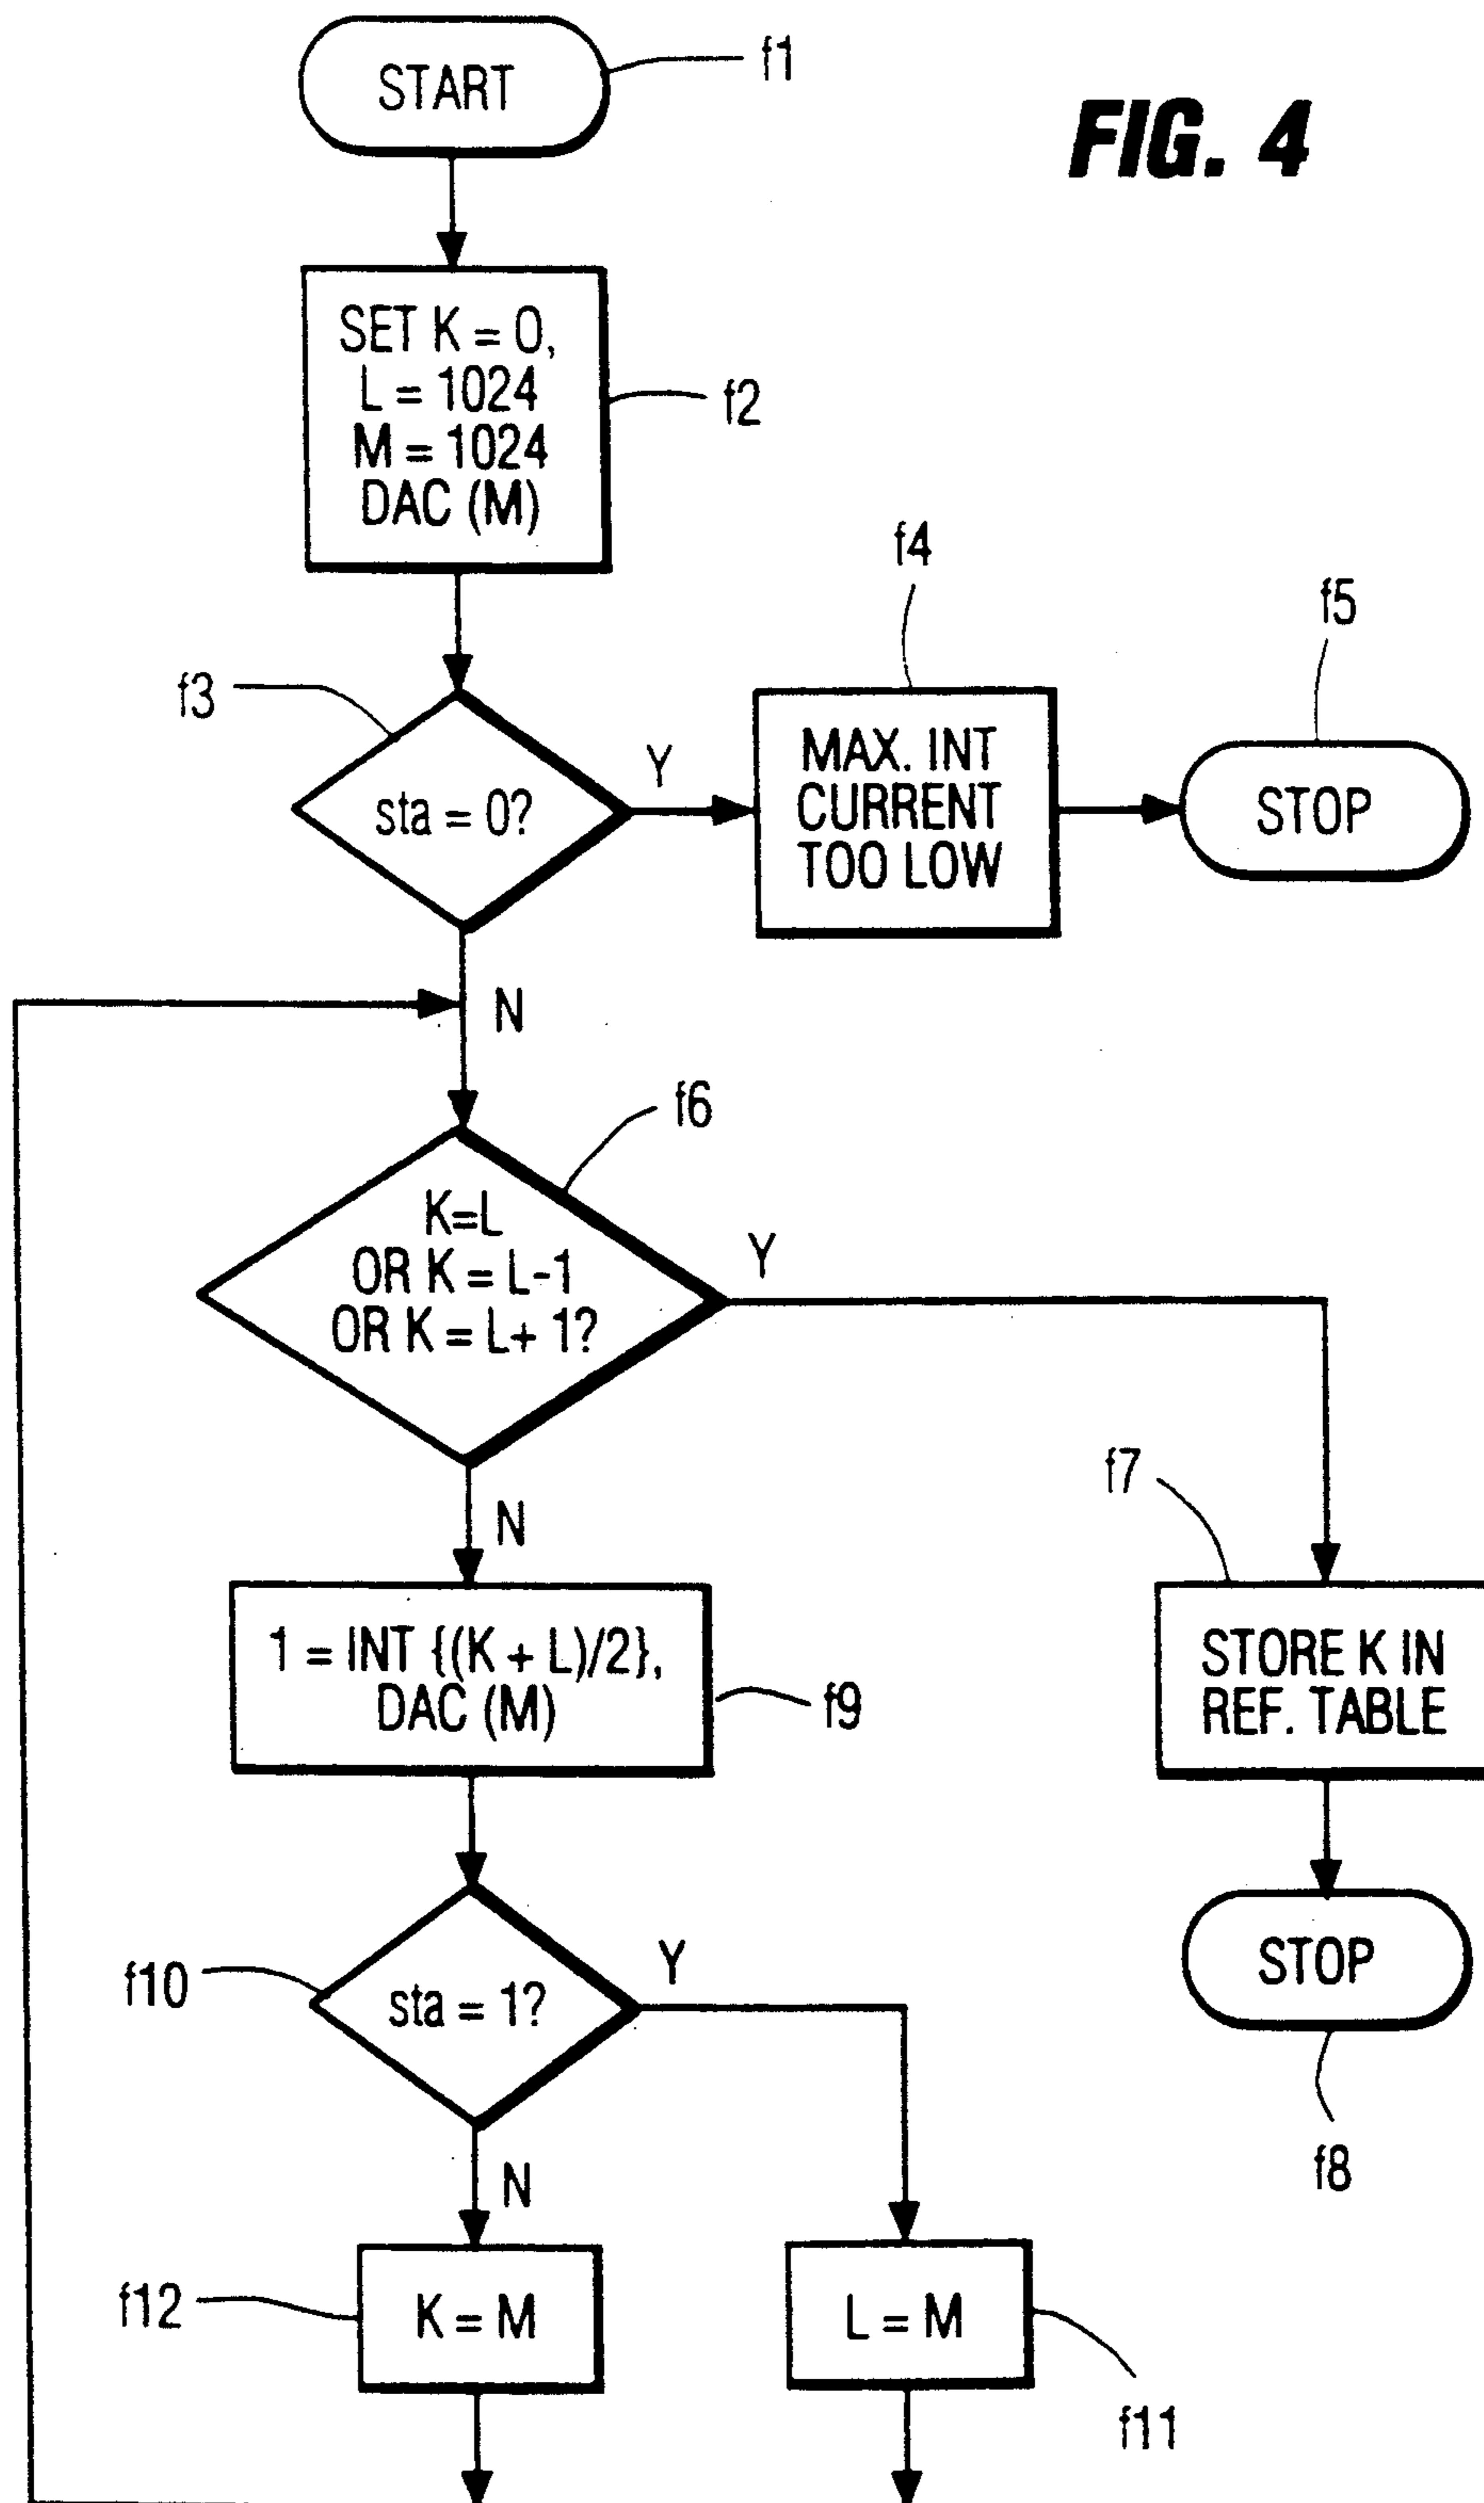 START
f1
FIG. 4
SET K = 0,
L = 1024
M = 1024
DAC (M)
f2
f3
sta = 0?
Y
f4
MAX. INT
CURRENT
TOO LOW
f5
STOP
N
f6
K=L
OR K = L-1
OR K = L+ 1?
Y
N
f7
STORE K IN
REF. TABLE
1 = INT {(K + L)/2},
DAC (M)
f9
f10
sta = 1?
Y
STOP
f8
N
f12
K = M
L = M
f11